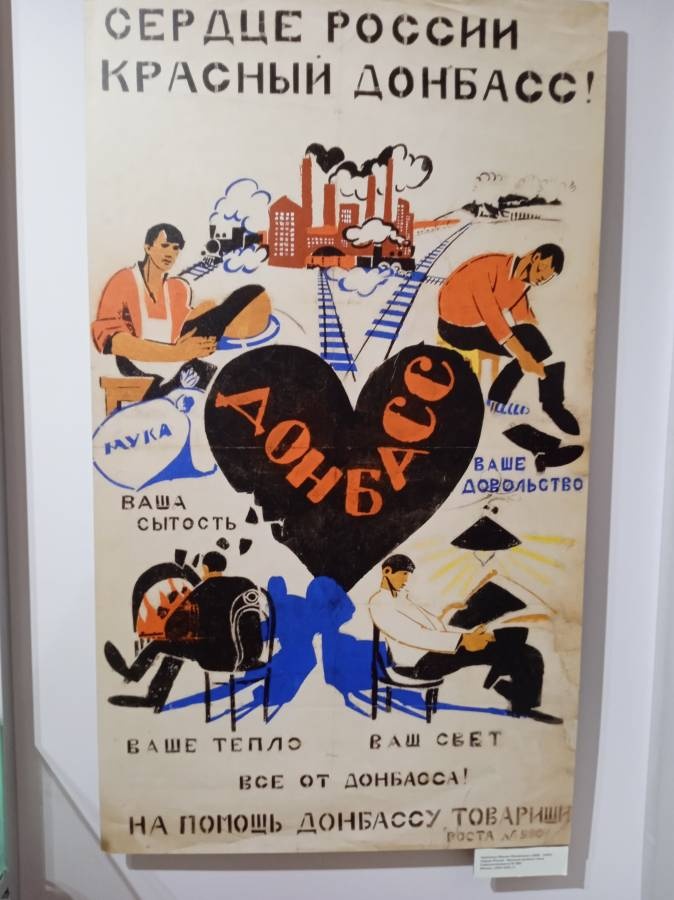 СЕРДЦЕ РОССИИ
КРАСНЫЙ ДОНБАСС!
ДОНБАСС
МУКА
ВАША
СЫТОСТЬ
ВАШЕ
ДОВОЛЬСТВО
ВАШЕ ТЕПЛО
ВАШ СВЕТ
ВСЕ ОТ ДОНБАССА!
НА ПОМОЩЬ ДОНБАССУ ТОВАРИЩИ
РОСТА №